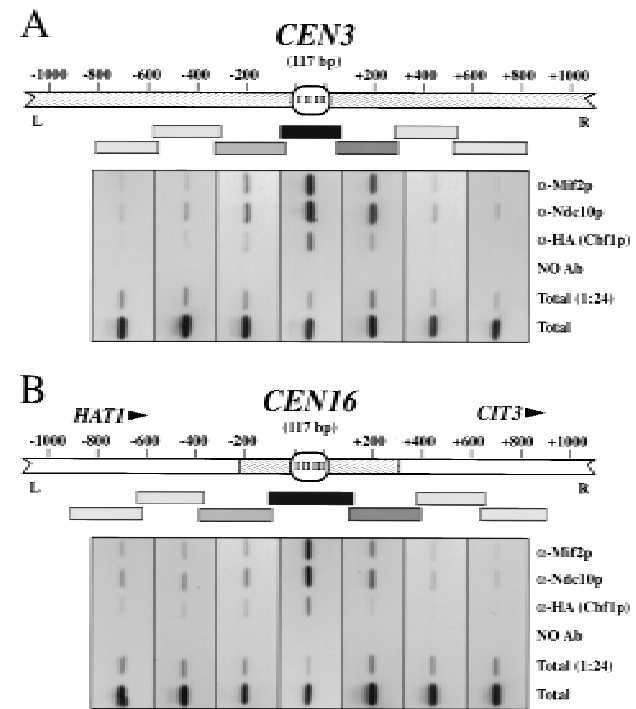 A
CEN3
(117 bp)
-1000 -800 -600 -400 -200 +200 +400 +600 +800 +1000
L R
α-Mif2p
α-Ndc10p
α-HA (Cbf1p)
NO Ab
Total (1:24)
Total
B
CEN16
HAT1 CIT3
(117 bp)
-1000 -800 -600 -400 -200 +200 +400 +600 +800 +1000
L R
α-Mif2p
α-Ndc10p
α-HA (Cbf1p)
NO Ab
Total (1:24)
Total